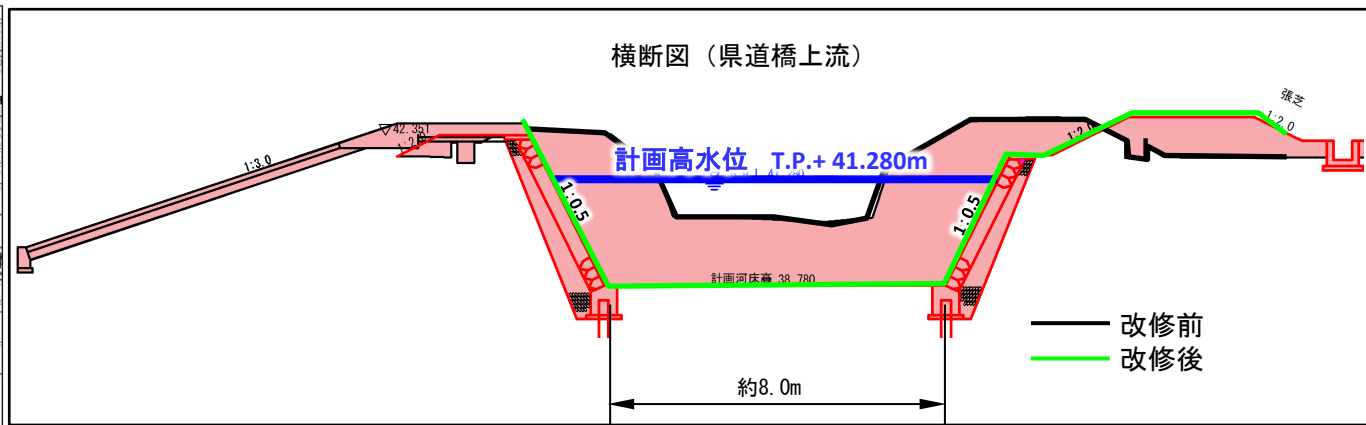 横断図（県道橋上流）
張芝
1:2.0
▽42.351
1:2.0
1:2.0
1:3.0
計画高水位 T.P.+ 41.280m
1:0.5
1:0.5
計画河床高 38.780
改修前
改修後
約8.0m